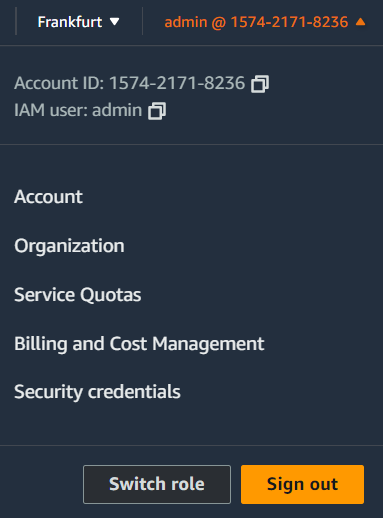 Frankfurt admin @ 1574-2171-8236
Account ID: 1574-2171-8236
IAM user: admin
Account
Organization
Service Quotas
Billing and Cost Management
Security credentials
Switch role Sign out